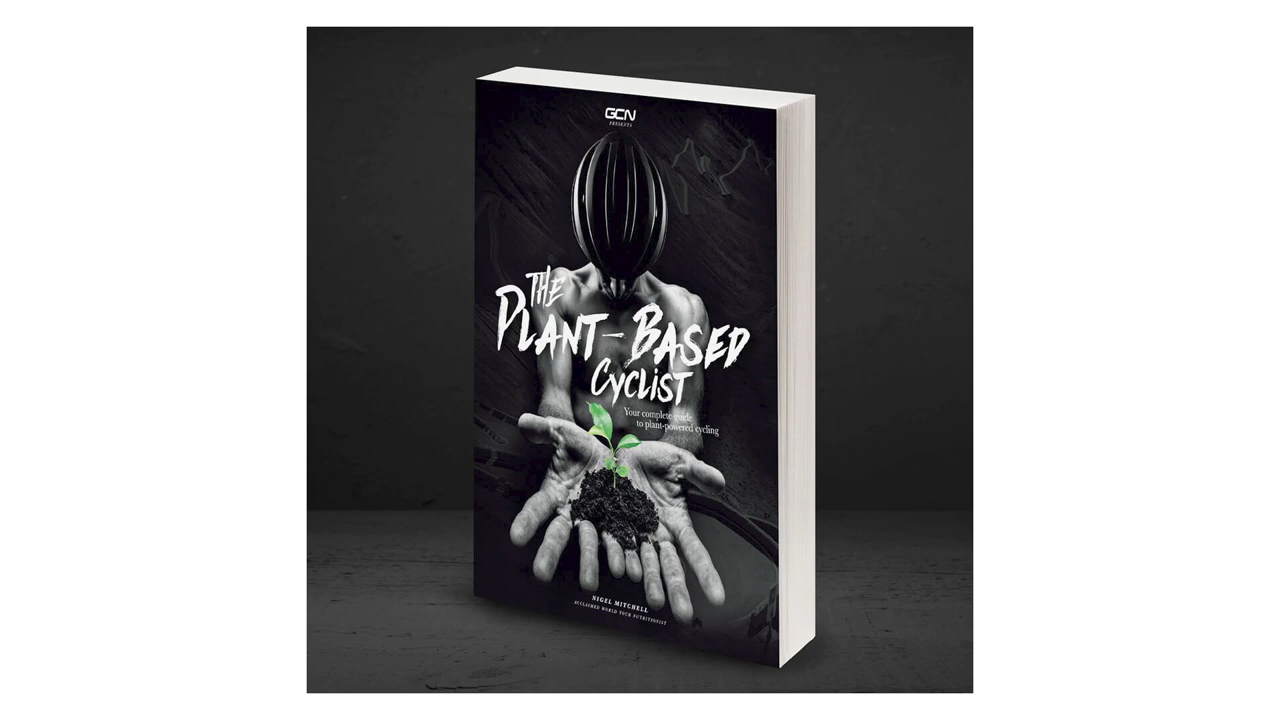 GCN
PRESENTS
THE
PLANT-BASED
CYCLIST
Your complete guide
to plant-powered cycling
NIGEL MITCHELL
ACCLAIMED WORLD TOUR NUTRITIONIST